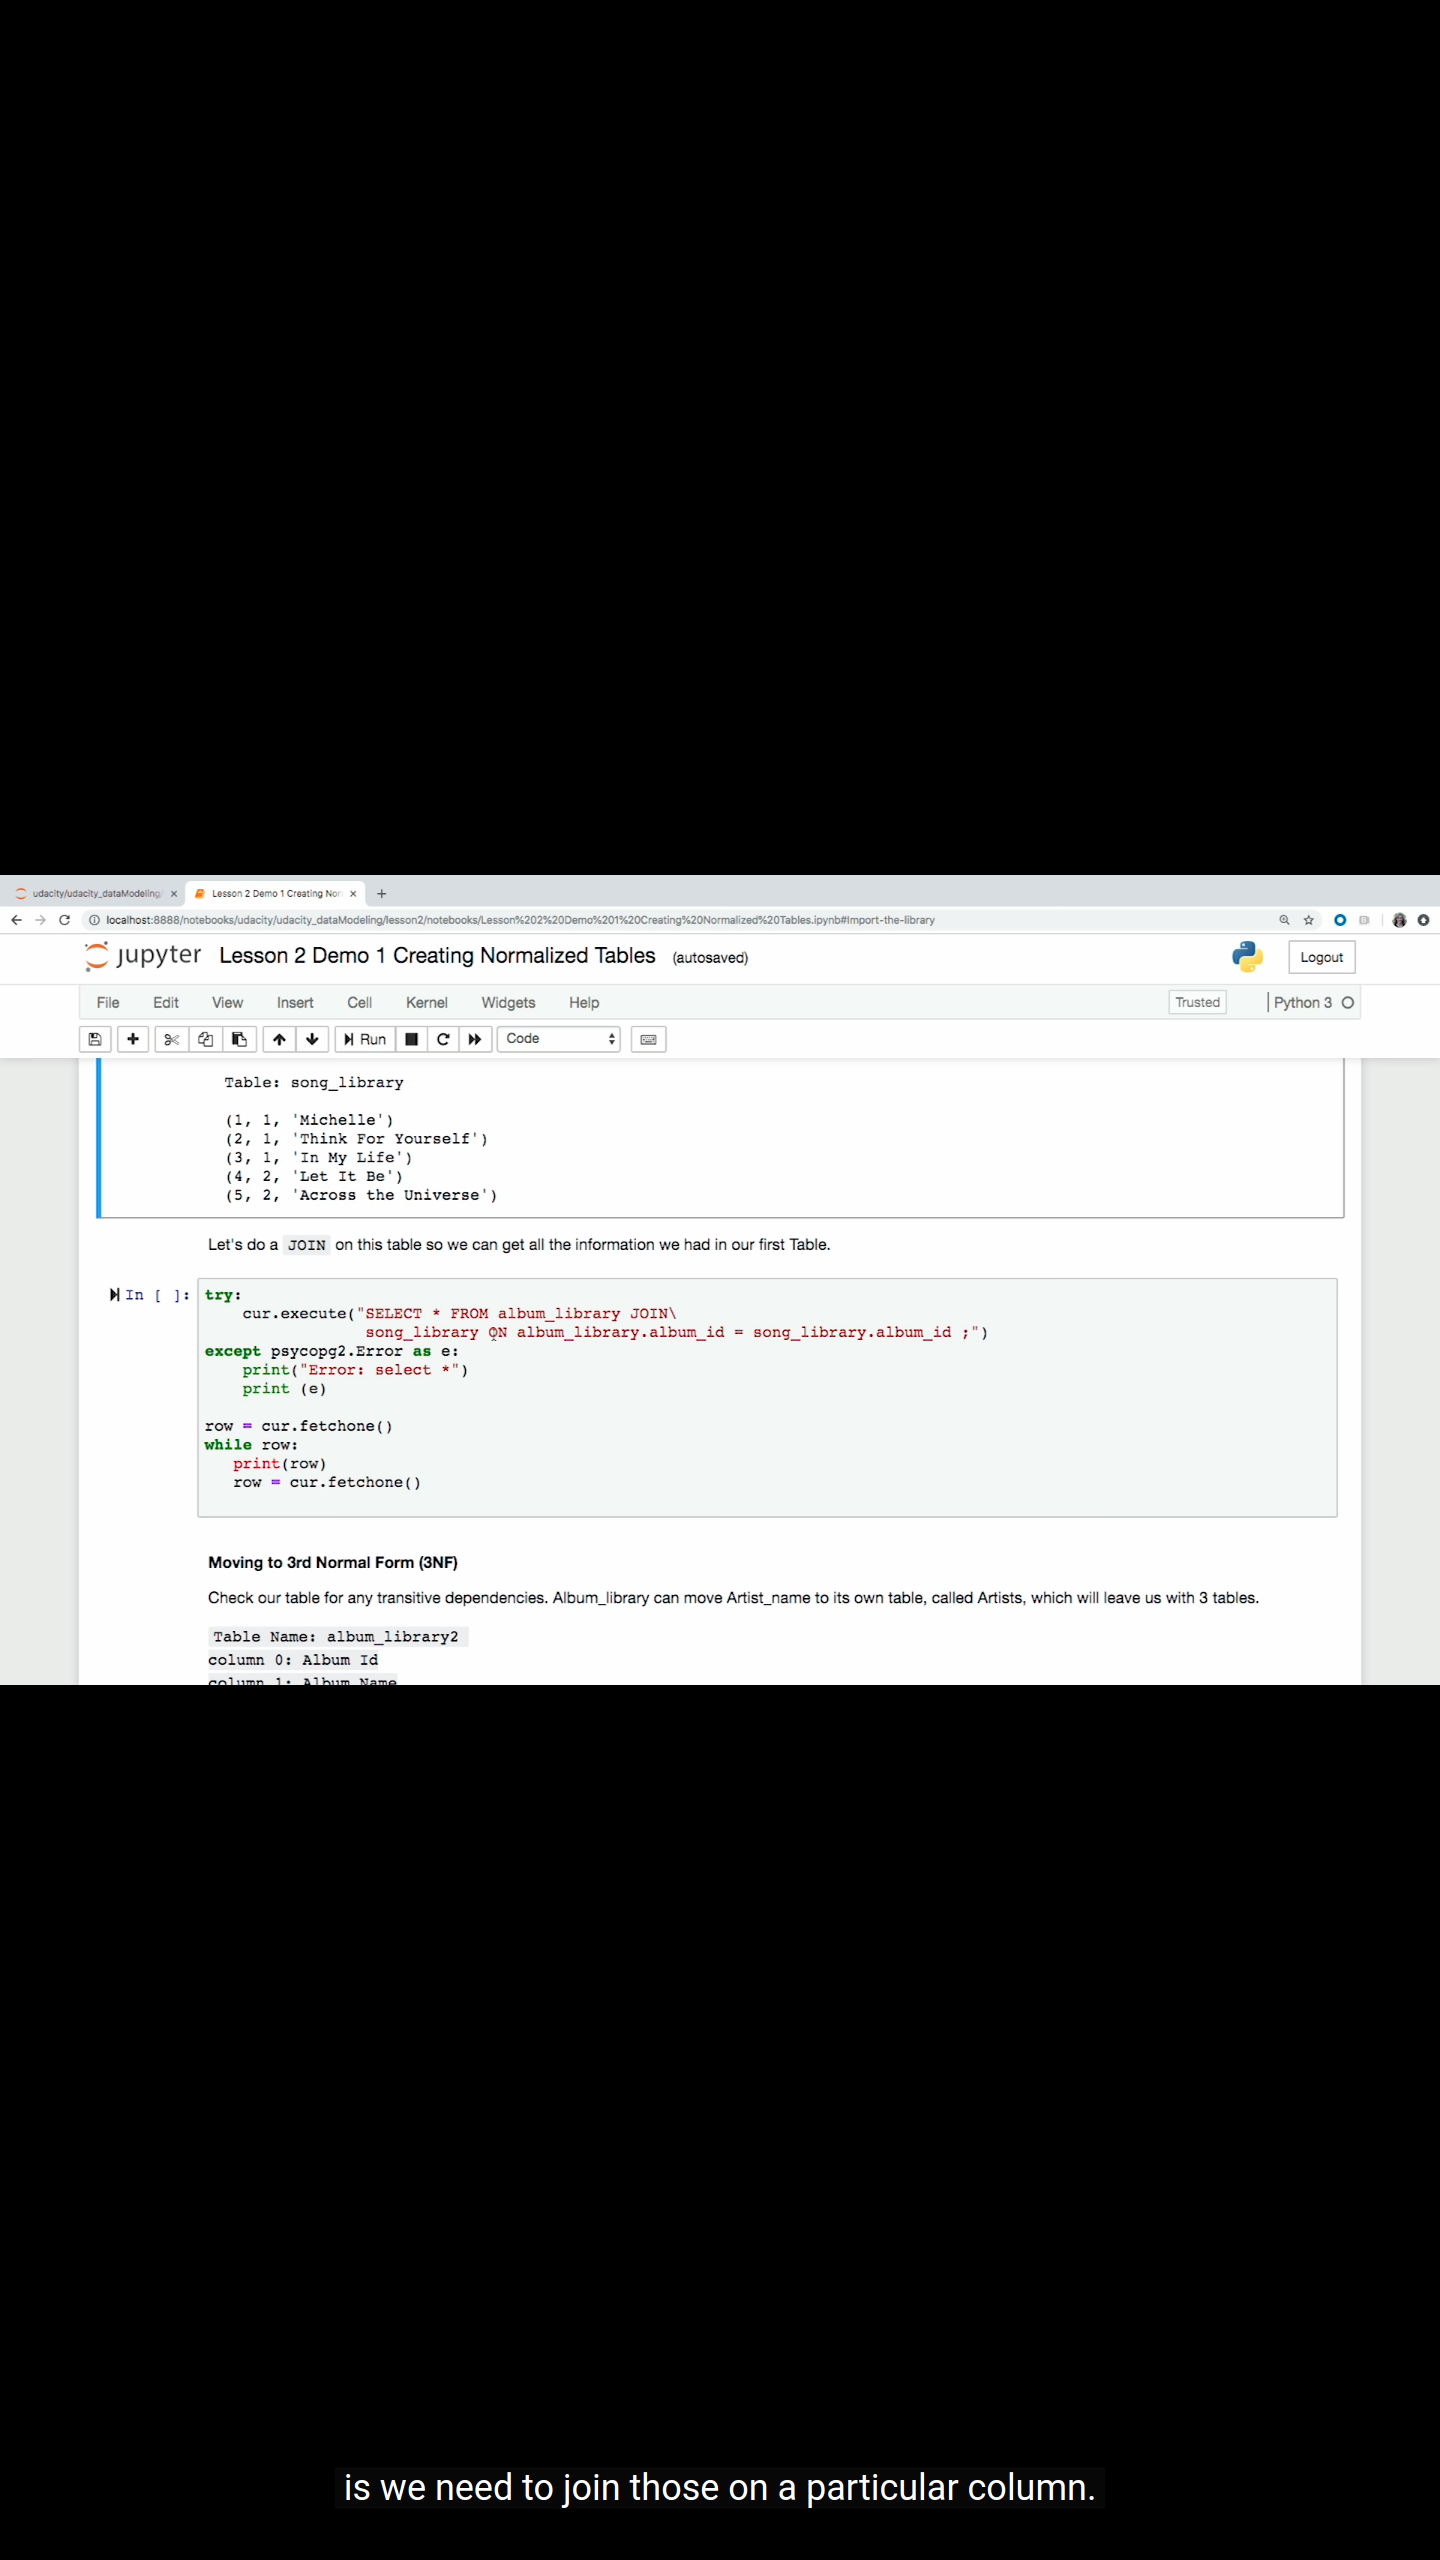 udacity/udacity_dataModeling/
Lesson 2 Demo 1 Creating Nor
localhost:8888/notebooks/udacity/udacity_dataModeling/lesson2/notebooks/Lesson%202%20Demo%201%20Creating%20Normalized%20Tables.ipynb#Import-the-library
jupyter Lesson 2 Demo 1 Creating Normalized Tables (autosaved)
Logout
File Edit View Insert Cell Kernel Widgets Help
Trusted
Python 3
Run
Code
Table: song_library
(1, 1, 'Michelle')
(2, 1, 'Think For Yourself')
(3, 1, 'In My Life')
(4, 2, 'Let It Be')
(5, 2, 'Across the Universe')
Let's do a JOIN on this table so we can get all the information we had in our first Table.
In [ ]: try:
cur.execute("SELECT * FROM album_library JOIN\
song_library ON album_library.album_id = song_library.album_id ;")
except psycopg2.Error as e:
print("Error: select *")
print (e)
row = cur.fetchone()
while row:
print(row)
row = cur.fetchone()
Moving to 3rd Normal Form (3NF)
Check our table for any transitive dependencies. Album_library can move Artist_name to its own table, called Artists, which will leave us with 3 tables.
Table Name: album_library2
column 0: Album Id
column 1: Album Name
is we need to join those on a particular column.